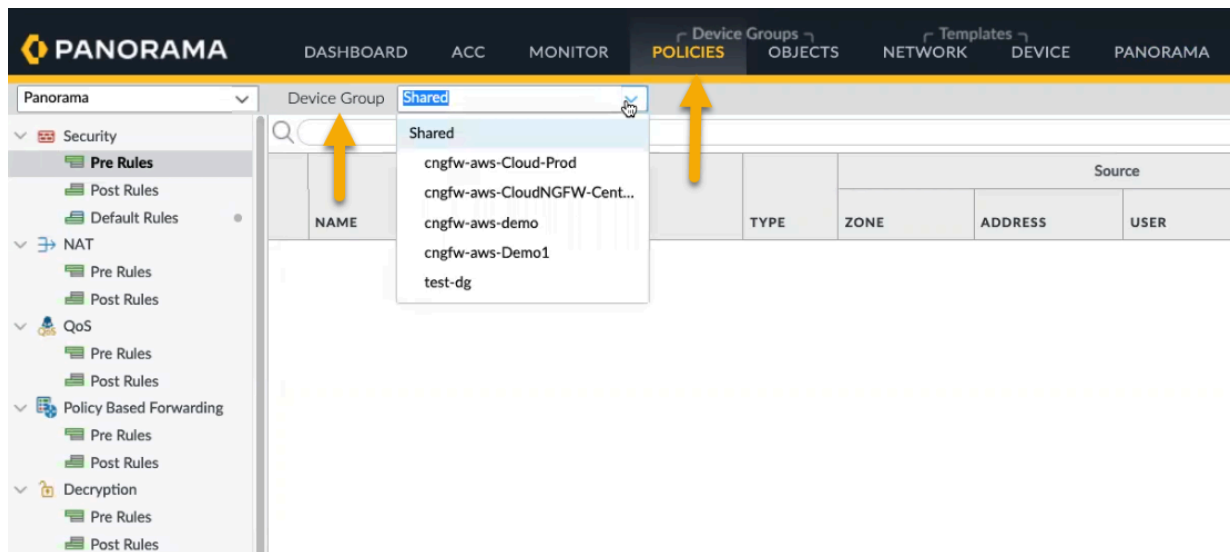 PANORAMA
Device Groups
Templates
DASHBOARD ACC MONITOR POLICIES OBJECTS NETWORK DEVICE PANORAMA
Panorama
Device Group Shared
Security
Pre Rules
Post Rules
Default Rules
NAT
Pre Rules
Post Rules
QoS
Pre Rules
Post Rules
Policy Based Forwarding
Pre Rules
Post Rules
Decryption
Pre Rules
Post Rules
Shared
cngfw-aws-Cloud-Prod
cngfw-aws-CloudNGFW-Cent...
cngfw-aws-demo
cngfw-aws-Demo1
test-dg
Source
NAME TYPE ZONE ADDRESS USER